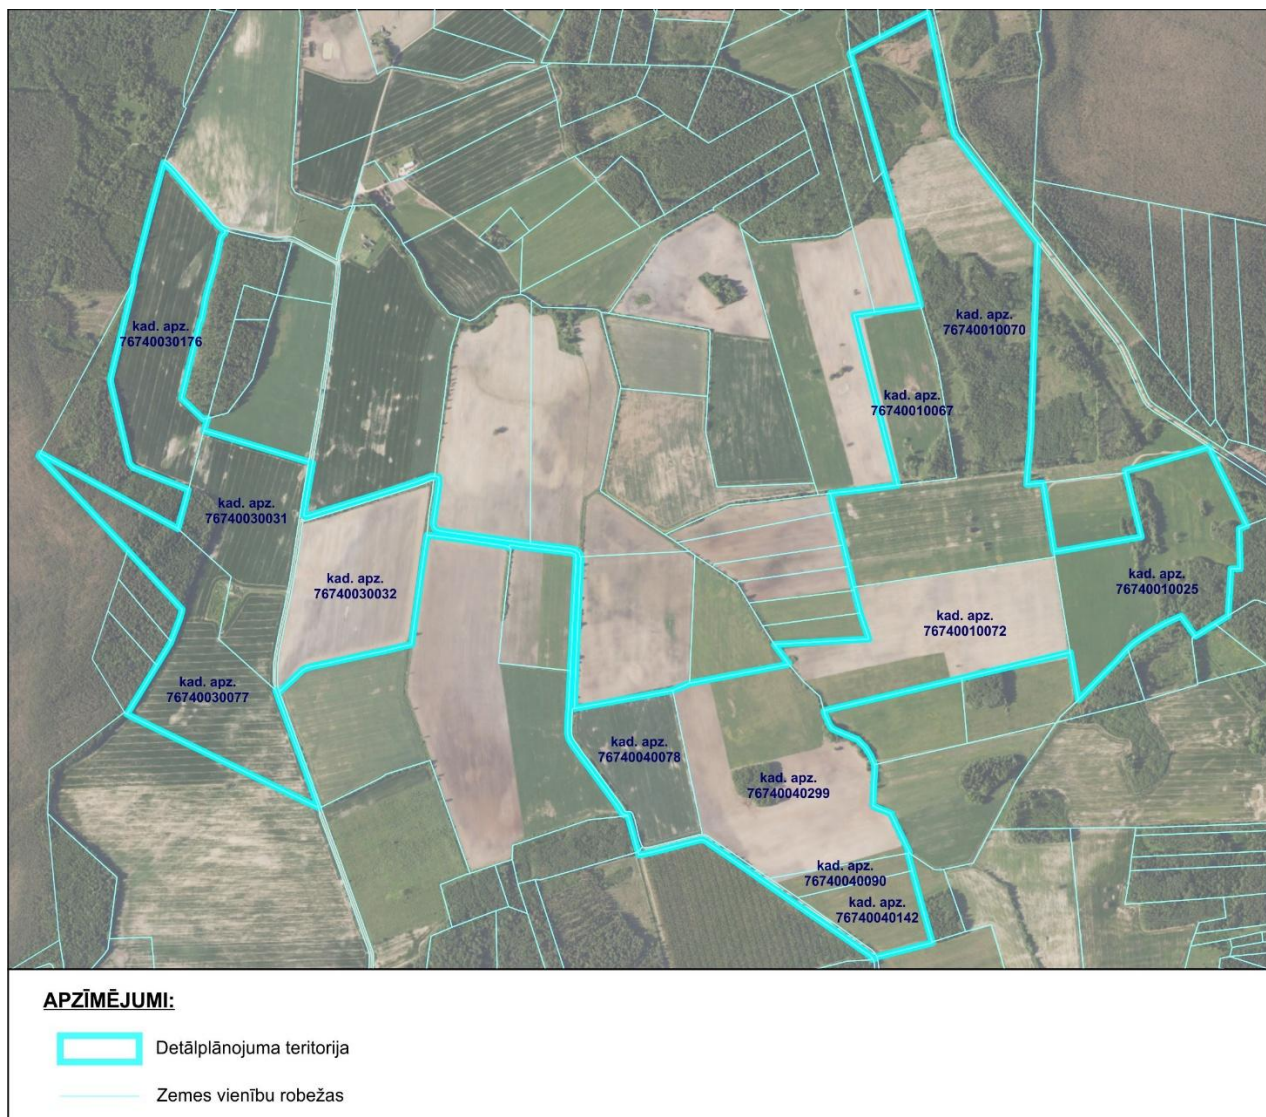 kad. apz.
76740030176
kad. apz.
76740010070
kad. apz.
76740010067
kad. apz.
76740030031
kad. apz.
76740030032
kad. apz.
76740010025
kad. apz.
76740010072
kad. apz.
76740030077
kad. apz.
76740040078
kad. apz.
76740040299
kad. apz.
76740040090
kad. apz.
76740040142
APZĪMĒJUMI:
Detālplānojuma teritorija
Zemes vienību robežas